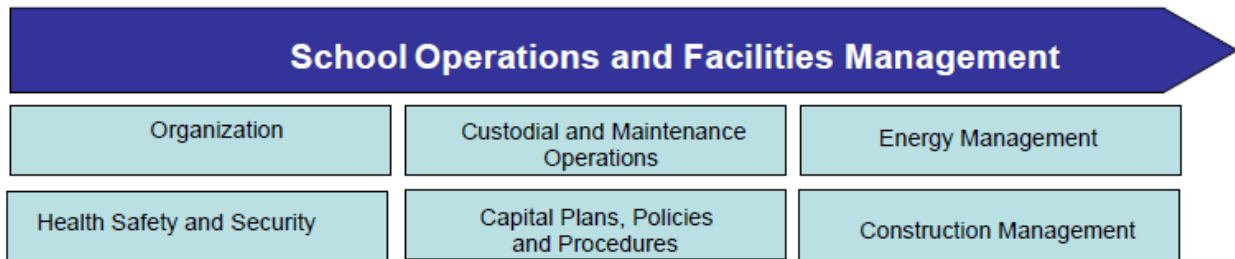 School Operations and Facilities Management
Organization
Custodial and Maintenance
Operations
Energy Management
Health Safety and Security
Capital Plans, Policies
and Procedures
Construction Management